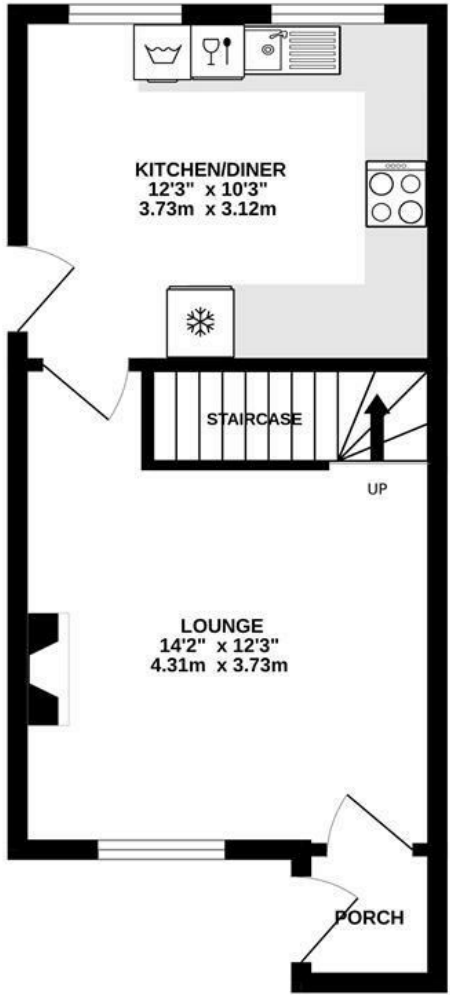 KITCHEN/DINER
12'3" x 10'3"
3.73m x 3.12m
STAIRCASE
UP
LOUNGE
14'2" x 12'3"
4.31m x 3.73m
PORCH